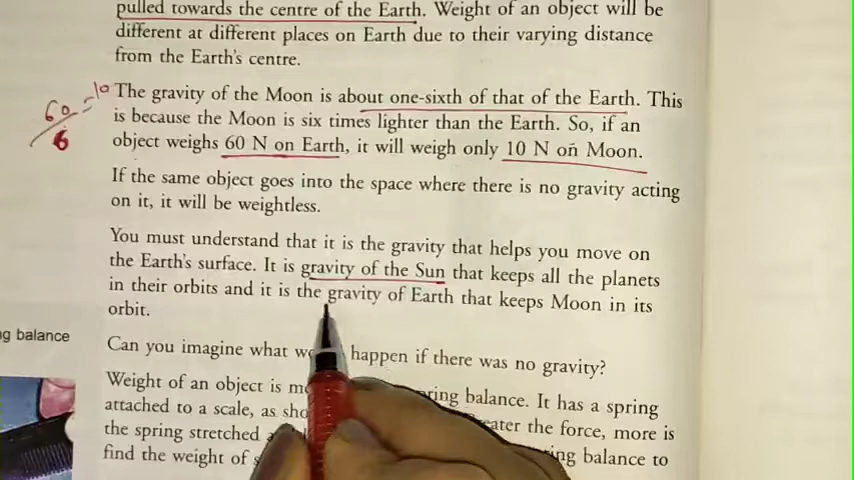 pulled towards the centre of the Earth. Weight of an object will be
different at different places on Earth due to their varying distance
from the Earth's centre.
The gravity of the Moon is about one-sixth of that of the Earth. This
is because the Moon is six times lighter than the Earth. So, if an
object weighs 60 N on Earth, it will weigh only 10 N on Moon.
60/6 = 10
If the same object goes into the space where there is no gravity acting
on it, it will be weightless.
You must understand that it is the gravity that helps you move on
the Earth's surface. It is gravity of the Sun that keeps all the planets
in their orbits and it is the gravity of Earth that keeps Moon in its
orbit.
ng balance
Can you imagine what happen if there was no gravity?
Weight of an object is ring balance. It has a spring
attached to a scale, as eater the force, more is
the spring stretched
find the weight of ing balance to